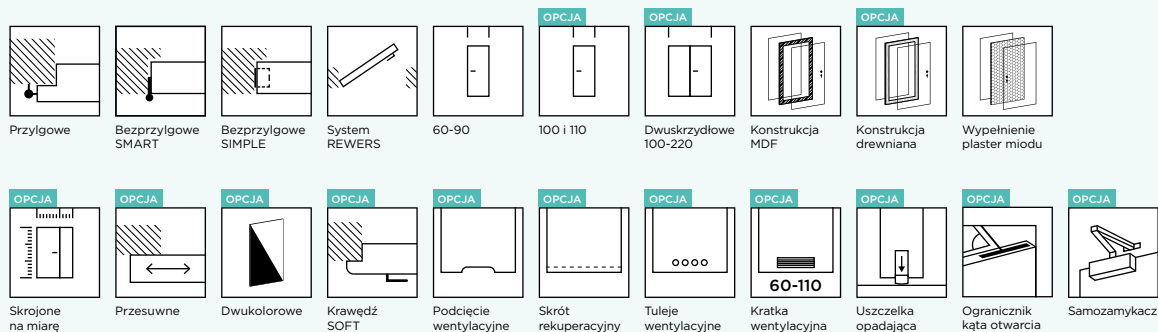 OPCJA OPCJA OPCJA
Przylgowe
Bezprzylgowe
SMART
Bezprzylgowe
SIMPLE
System
REWERS
60-90
100 i 110
Dwuskrzydłowe
100-220
Konstrukcja
MDF
Konstrukcja
drewniana
Wypełnienie
plaster miodu
OPCJA OPCJA OPCJA OPCJA OPCJA OPCJA OPCJA OPCJA OPCJA OPCJA OPCJA
60-110
Skrojone
na miarę
Przesuwne
Dwukolorowe
Krawędź
SOFT
Podcięcie
wentylacyjne
Skrót
rekuperacyjny
Tuleje
wentylacyjne
Kratka
wentylacyjna
Uszczelka
opadająca
Ogranicznik
kąta otwarcia
Samozamykacz